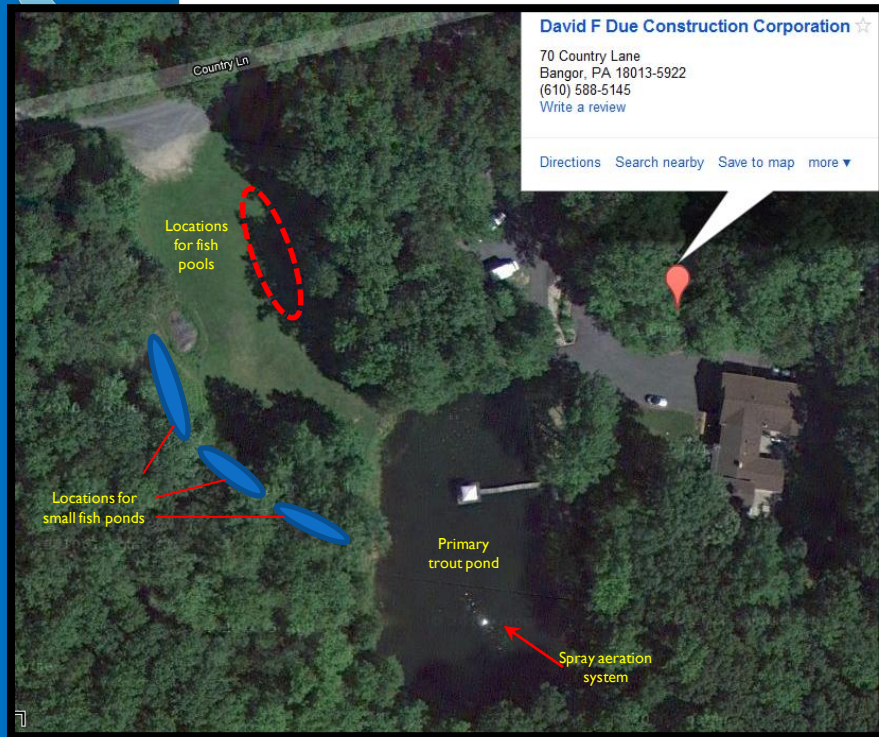 David F Due Construction Corporation
70 Country Lane
Bangor, PA 18013-5922
(610) 588-5145
Write a review
Directions Search nearby Save to map more ▾
Country Ln
Locations
for fish
pools
Locations for
small fish ponds
Primary
trout pond
Spray aeration
system